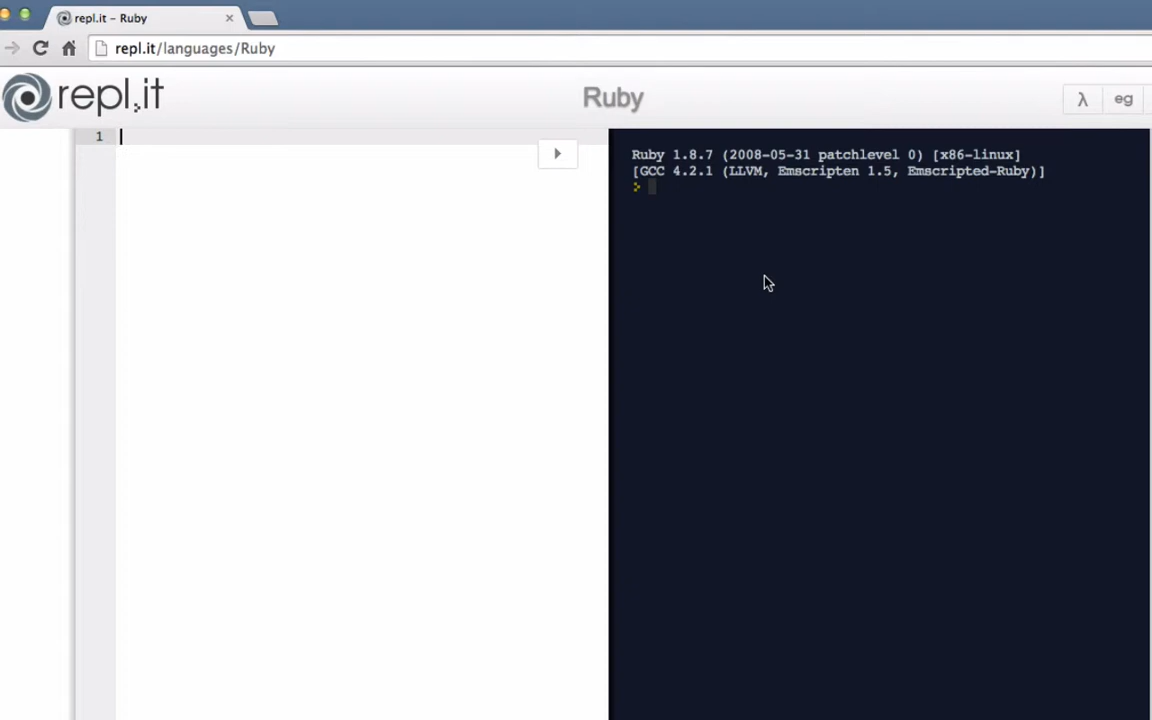 repl.it – Ruby
repl.it/languages/Ruby
repl.it
Ruby
λ
eg
1
Ruby 1.8.7 (2008-05-31 patchlevel 0) [x86-linux]
[GCC 4.2.1 (LLVM, Emscripten 1.5, Emscripted-Ruby)]
>